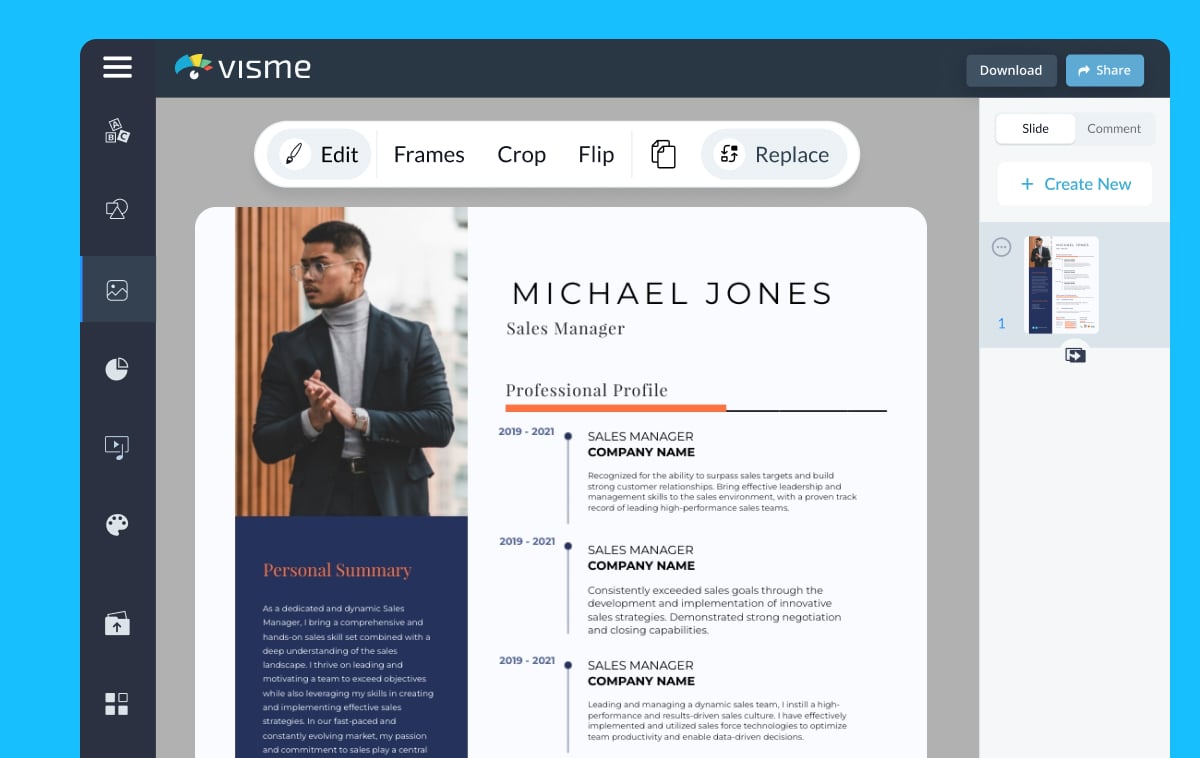 visme
Download
Share
Edit
Frames
Crop
Flip
Replace
Slide
Comment
+ Create New
1
MICHAEL JONES
Sales Manager
Professional Profile
2019 - 2021
SALES MANAGER
COMPANY NAME
Recognized for the ability to surpass sales targets and build
strong customer relationships. Bring effective leadership and
management skills to the sales environment, with a proven track
record of leading high-performance sales teams.
2019 - 2021
SALES MANAGER
COMPANY NAME
Consistently exceeded sales goals through the
development and implementation of innovative
sales strategies. Demonstrated strong negotiation
and closing capabilities.
2019 - 2021
SALES MANAGER
COMPANY NAME
Leading and managing a dynamic sales team, I instill a high-
performance and results-driven sales culture. I have effectively
implemented and utilized sales force technologies to optimize
team productivity and enable data-driven decisions.
Personal Summary
As a dedicated and dynamic Sales
Manager, I bring a comprehensive and
hands-on sales skill set combined with a
deep understanding of the sales
landscape. I thrive on leading and
motivating a team to exceed objectives
while also leveraging my skills in creating
and implementing effective sales
strategies. In our fast-paced and
constantly evolving market, my passion
and commitment to sales play a central